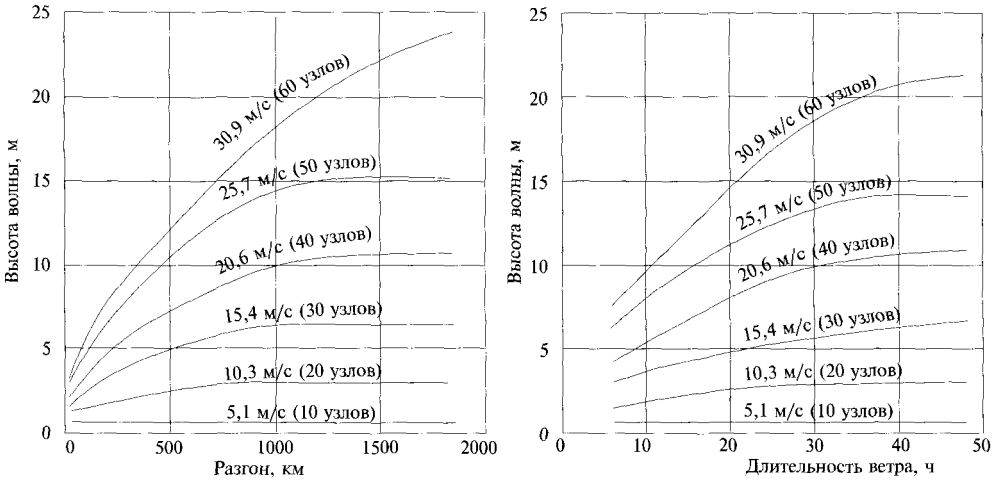 25
20
15
10
5
0
Высота волны, м
30,9 м/с (60 узлов)
25,7 м/с (50 узлов)
20,6 м/с (40 узлов)
15,4 м/с (30 узлов)
10,3 м/с (20 узлов)
5,1 м/с (10 узлов)
500
1000
1500
2000
Разгон, км
25
20
15
10
5
0
Высота волны, м
30,9 м/с (60 узлов)
25,7 м/с (50 узлов)
20,6 м/с (40 узлов)
15,4 м/с (30 узлов)
10,3 м/с (20 узлов)
5,1 м/с (10 узлов)
0
10
20
30
40
50
Длительность ветра, ч